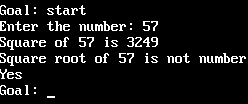 Goal: start
Enter the number: 57
Square of 57 is 3249
Square root of 57 is not number
Yes
Goal: _